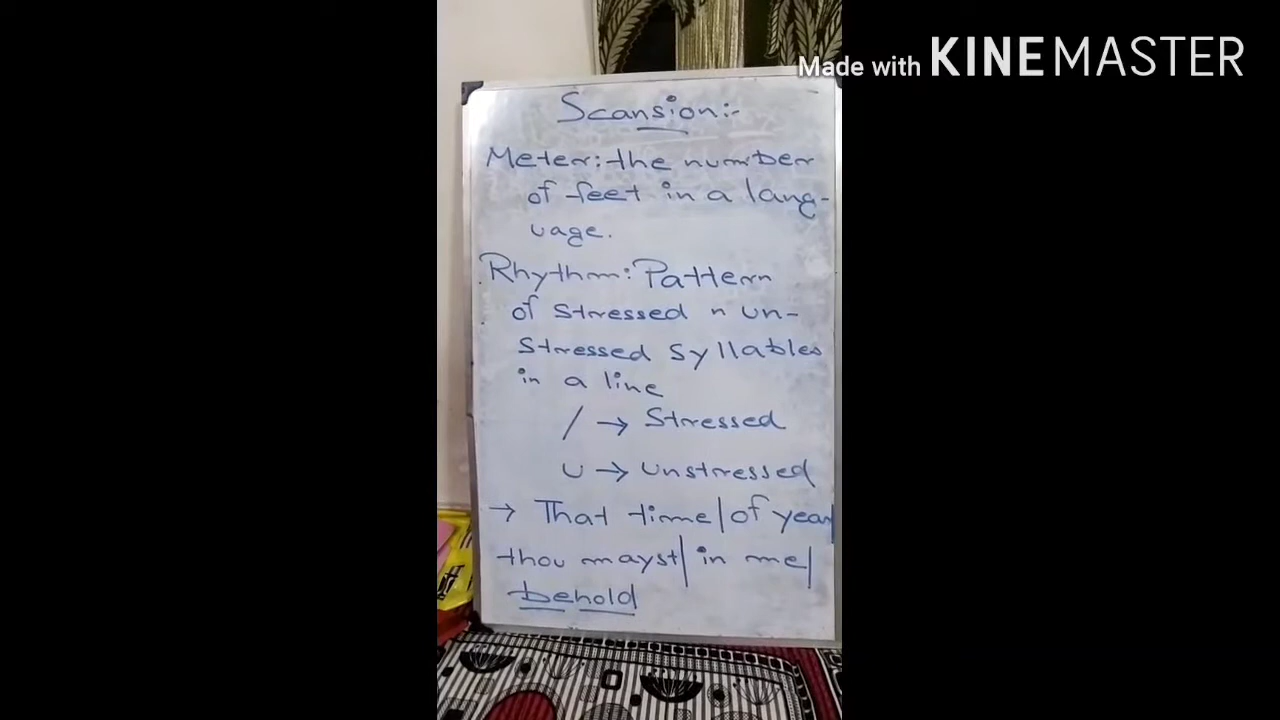 Made with KINEMASTER
Scansion:-
Meter: the number
of feet in a lang-
uage.
Rhythm: Pattern
of stressed n un-
stressed syllables
in a line
/ → Stressed
U → Unstressed
→ That time/of year/
thou mayst/in me/
behold